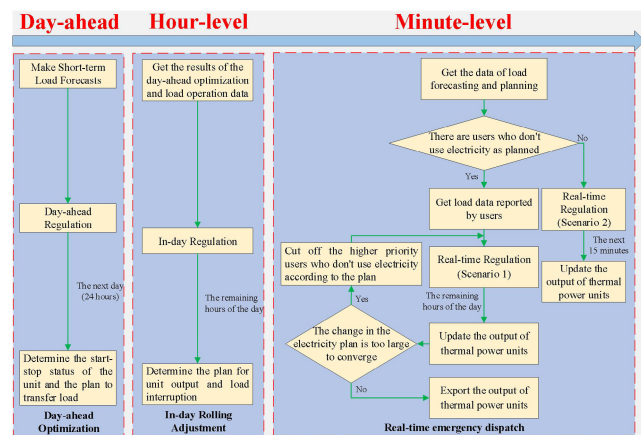 Day-ahead
Hour-level
Minute-level
Make Short-term
Load Forecasts
Day-ahead
Regulation
The next day
(24 hours)
Determine the start-
stop status of the
unit and the plan to
transfer load
Day-ahead
Optimization
Get the results of the
day-ahead optimization
and load operation data
In-day Regulation
The remaining
hours of the day
Determine the plan for
unit output and load
interruption
In-day Rolling
Adjustment
Get the data of load
forecasting and planning
There are users who don't
use electricity as planned
No
Yes
Get load data reported
by users
Real-time
Regulation
(Scenario 2)
The next
15 minutes
Update the
output of thermal
power units
Cut off the higher priority
users who don't use electricity
according to the plan
Real-time Regulation
(Scenario 1)
The remaining
hours of the day
Yes
The change in the
electricity plan is too large
to converge
Update the output of
thermal power units
No
Export the output of
thermal power units
Real-time emergency dispatch